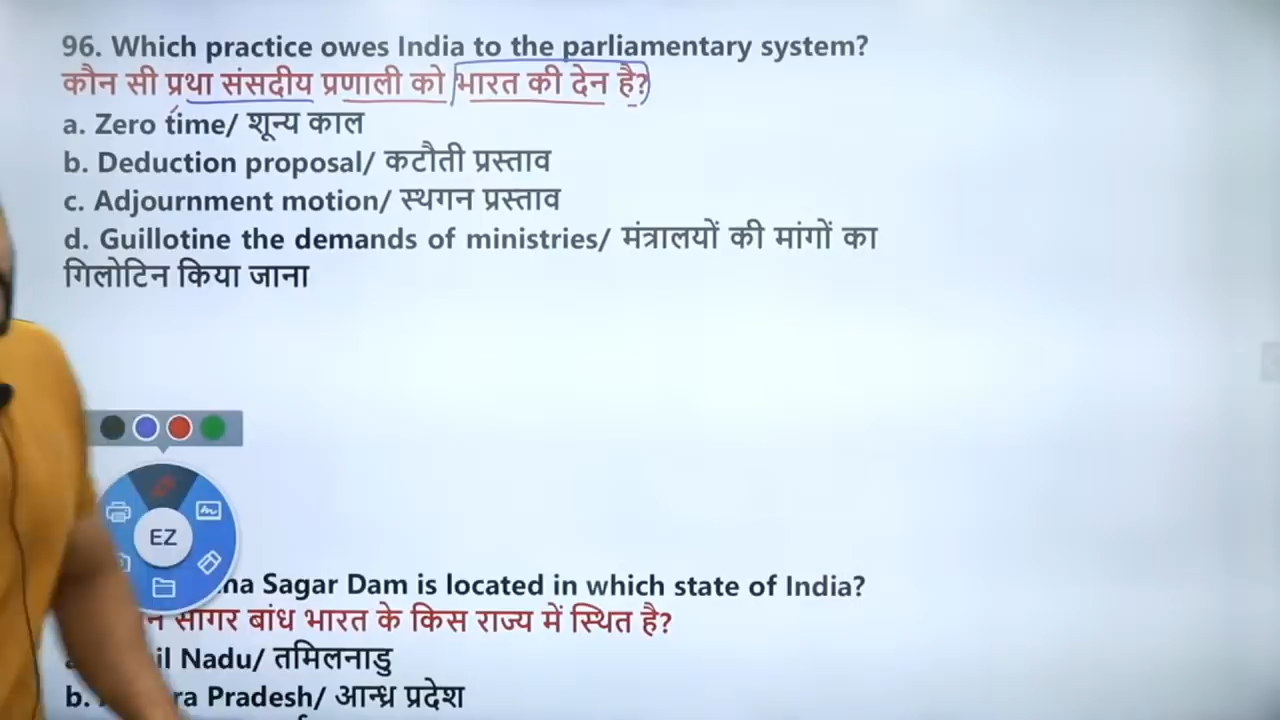 96. Which practice owes India to the parliamentary system?
कौन सी प्रथा संसदीय प्रणाली को भारत की देन है?
a. Zero time/ शून्य काल
b. Deduction proposal/ कटौती प्रस्ताव
c. Adjournment motion/ स्थगन प्रस्ताव
d. Guillotine the demands of ministries/ मंत्रालयों की मांगों का
गिलोटिन किया जाना
EZ
Sagar Dam is located in which state of India?
सागर बांध भारत के किस राज्य में स्थित है?
Nadu/ तमिलनाडु
b. Pradesh/ आन्ध्र प्रदेश